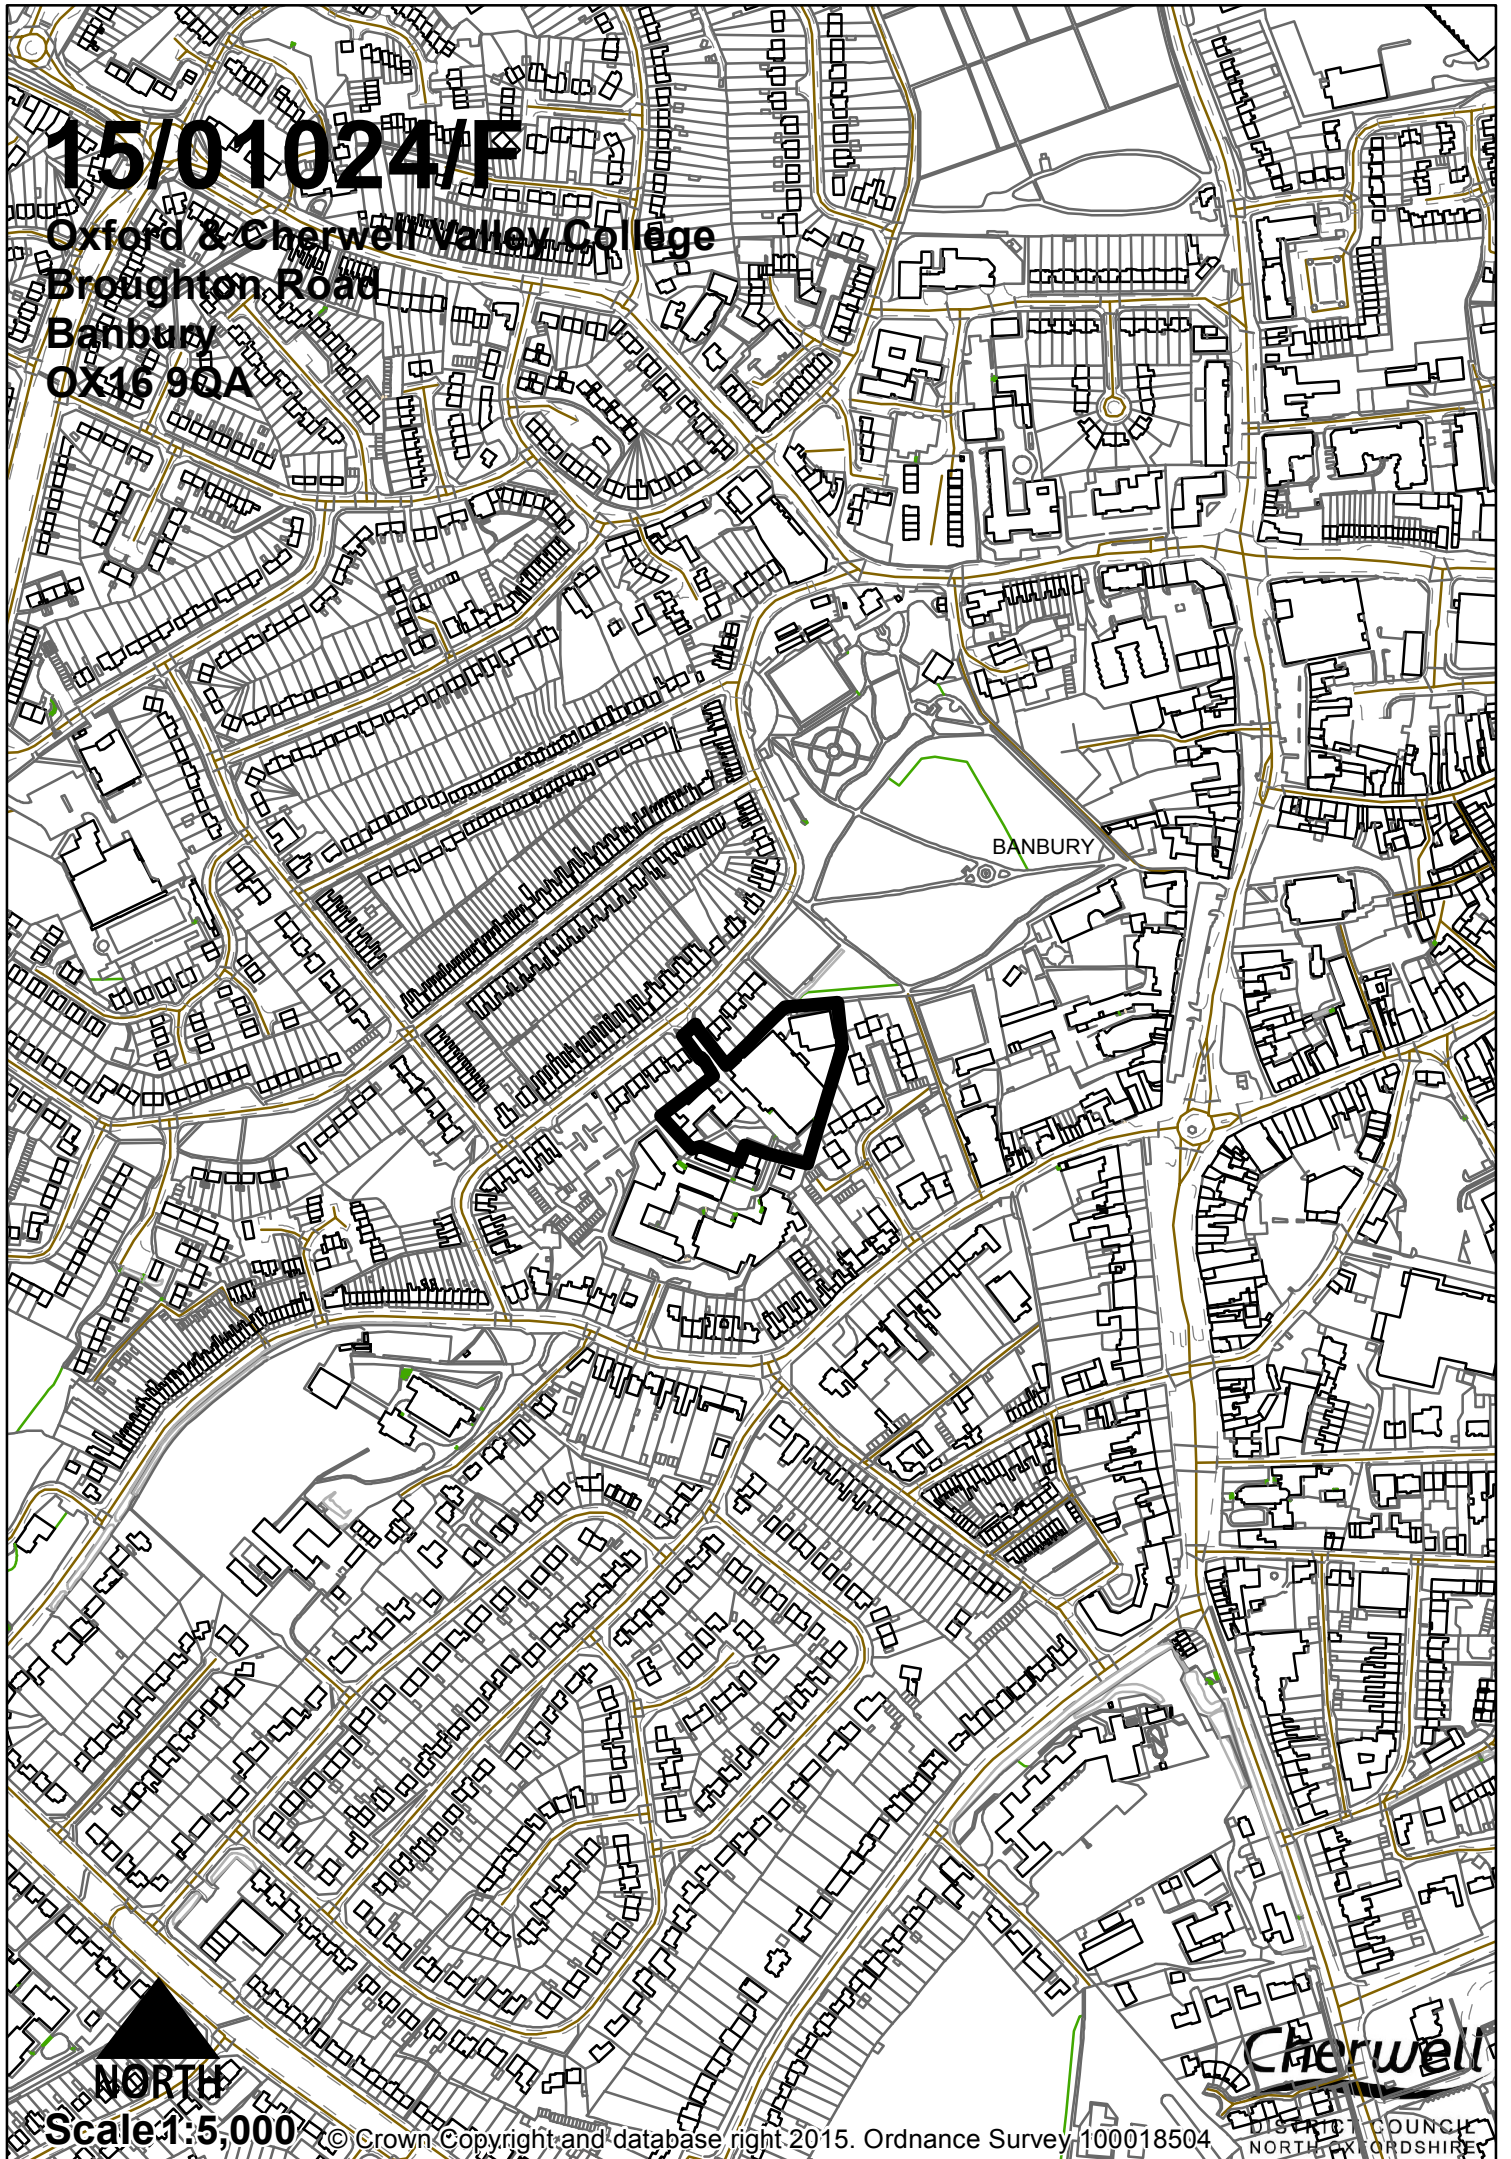 15/01024/F
Oxford & Cherwell Valley College
Broughton Road
Banbury
OX16 9QA
BANBURY
NORTH
Scale 1:5,000
© Crown Copyright and database right 2015. Ordnance Survey 100018504
Cherwell
DISTRICT COUNCIL
NORTH OXFORDSHIRE